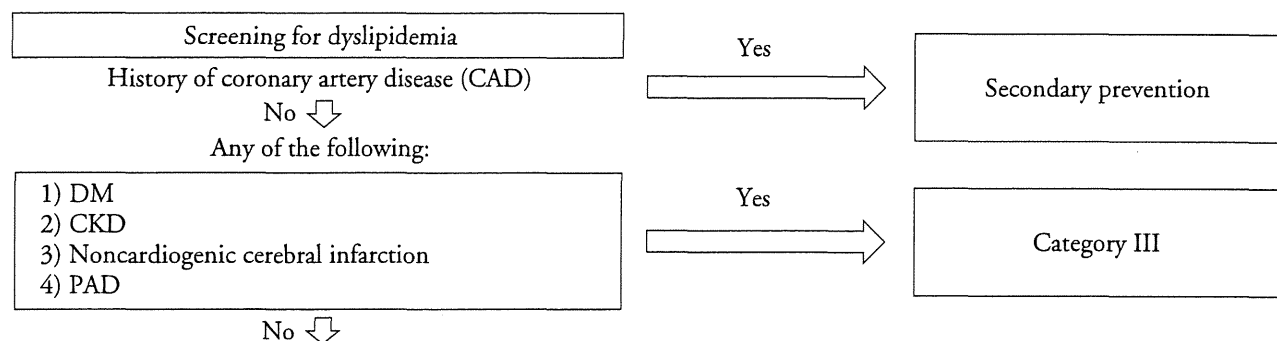 Screening for dyslipidemia
Yes
History of coronary artery disease (CAD)
Secondary prevention
No
Any of the following:
1) DM
2) CKD
3) Noncardiogenic cerebral infarction
4) PAD
Yes
Category III
No